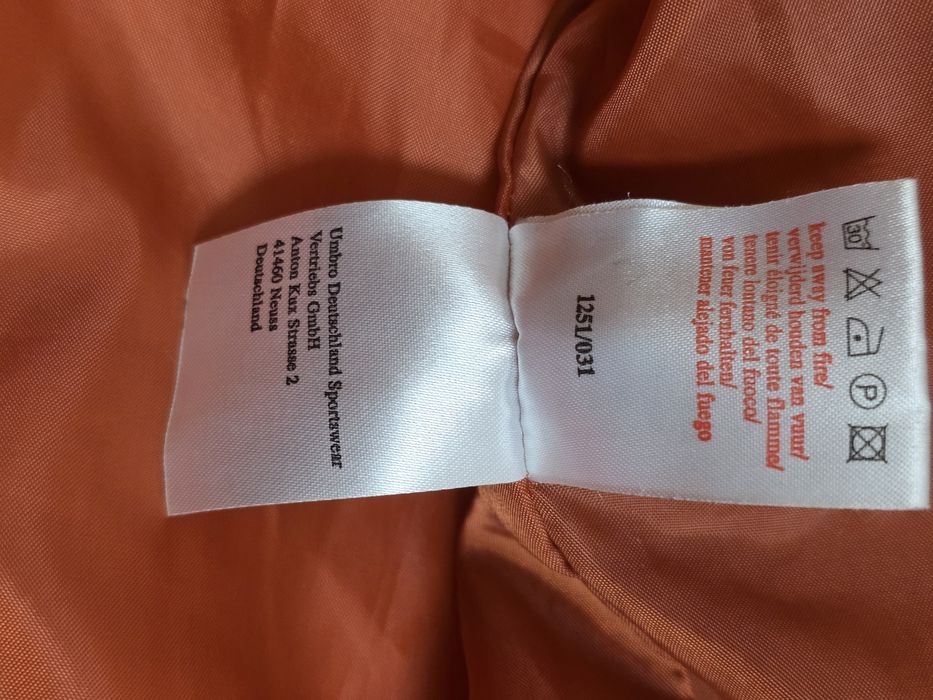 30
P
keep away from fire/
verwijderd houden van vuur/
tenir éloigné de toute flamme/
tenere lontano del fuoco/
von feuer fernhalten/
mantener alejado del fuego
1251/031
Umbro Deutschland Sportswear
Vertriebs GmbH
Anton Kux Strasse 2
41460 Neuss
Deutschland